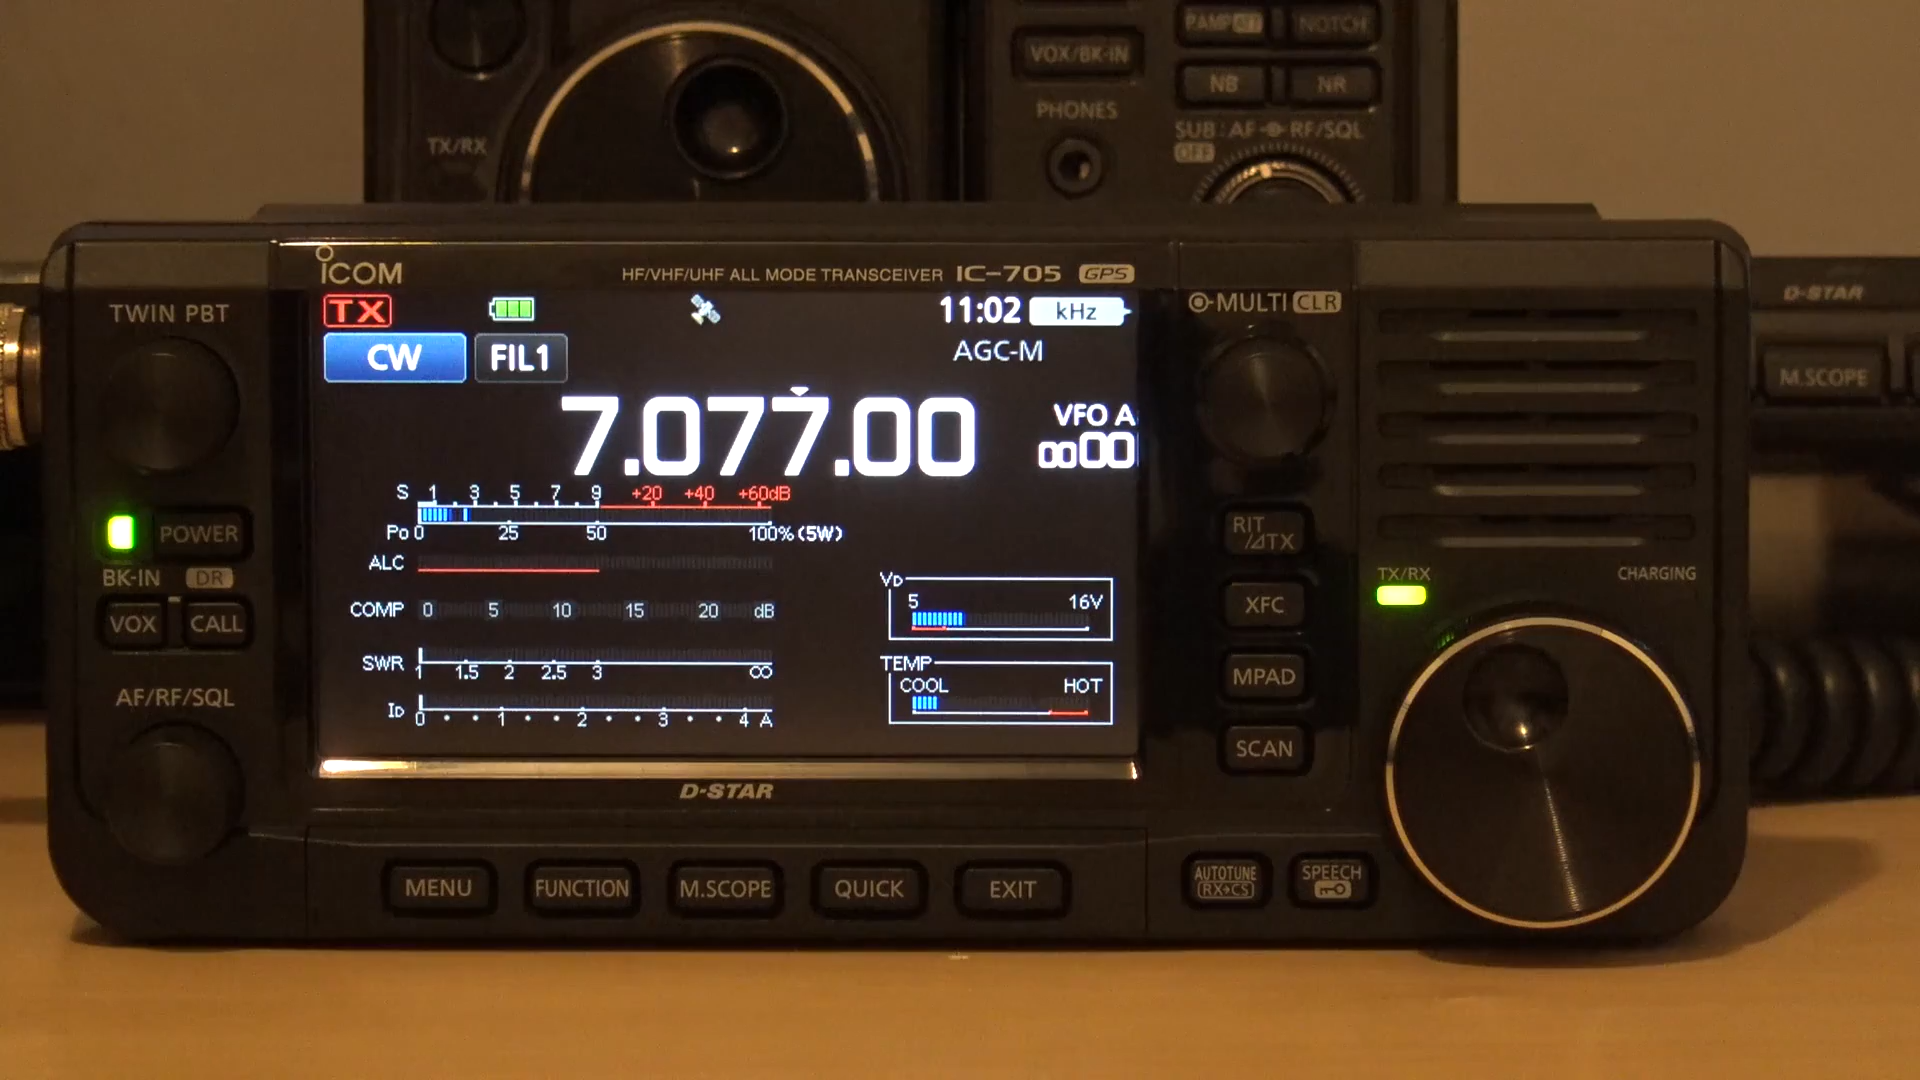 P.AMP ATT NOTCH
VOX/BK-IN
NB NR
PHONES
SUB : AF RF/SQL
OFF
TX/RX
ICOM
HF/VHF/UHF ALL MODE TRANSCEIVER IC-705 GPS
TWIN PBT
TX 11:02 kHz
MULTI CLR
D-STAR
CW FIL1 AGC-M
M.SCOPE
7.077.00 VFO A
0000
S 1 3 5 7 9 +20 +40 +60dB
Po 0 25 50 100% (5W)
POWER
RIT
/⊿TX
ALC
BK-IN DR
VOX CALL
VD
5 16V
COMP 0 5 10 15 20 dB
XFC
TX/RX CHARGING
SWR 1 1.5 2 2.5 3 ∞
TEMP
COOL HOT
MPAD
AF/RF/SQL
ID 0 1 2 3 4 A
SCAN
D-STAR
MENU FUNCTION M.SCOPE QUICK EXIT
AUTOTUNE
RX→CS
SPEECH